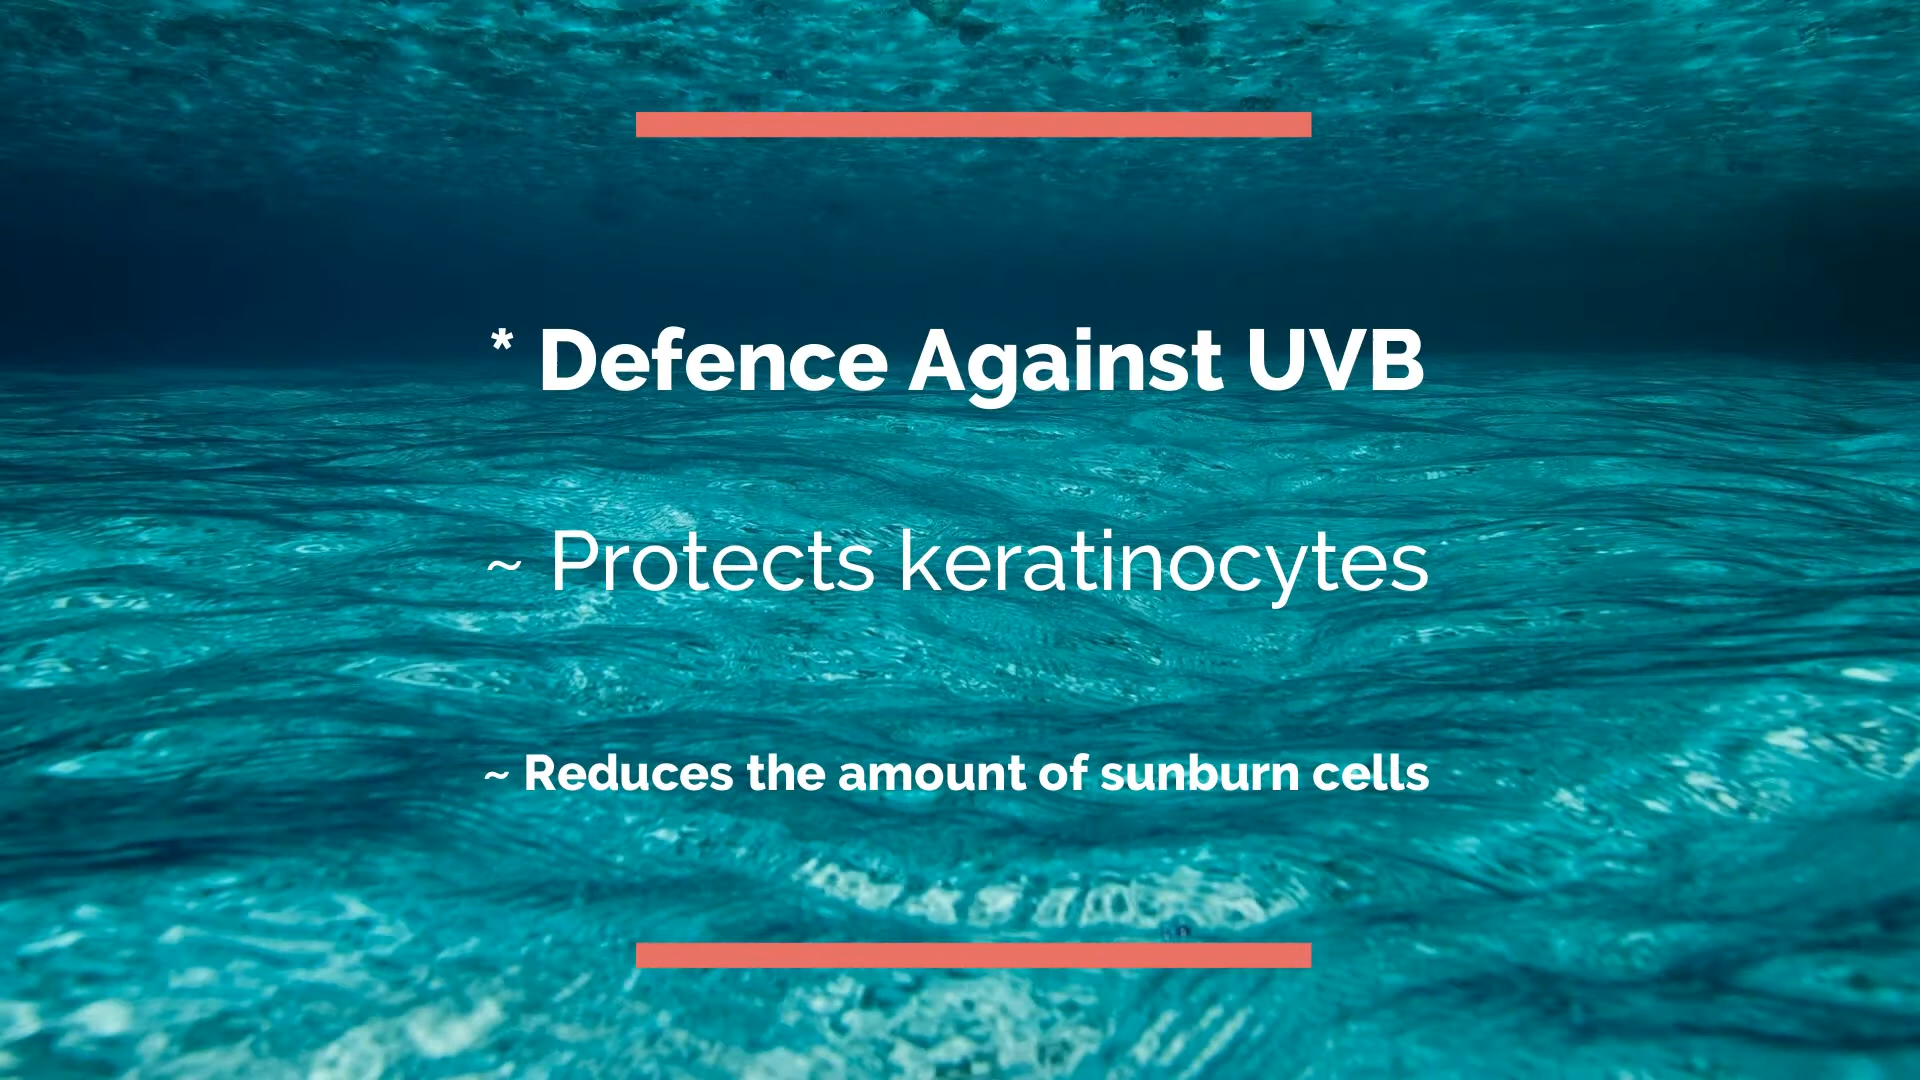 * Defence Against UVB
~ Protects keratinocytes
~ Reduces the amount of sunburn cells